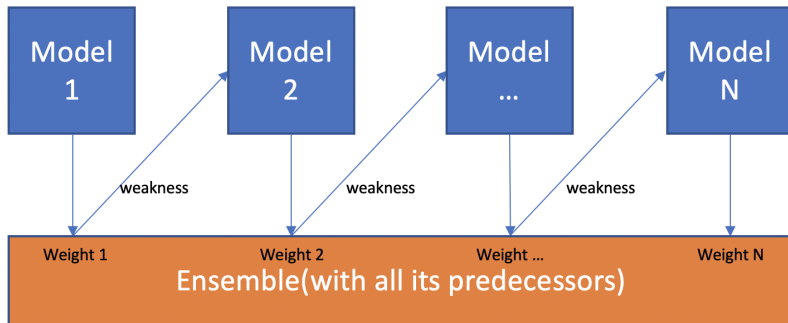 Model
1
Model
2
Model
...
Model
N
weakness
weakness
weakness
Weight 1
Weight 2
Weight ...
Weight N
Ensemble(with all its predecessors)